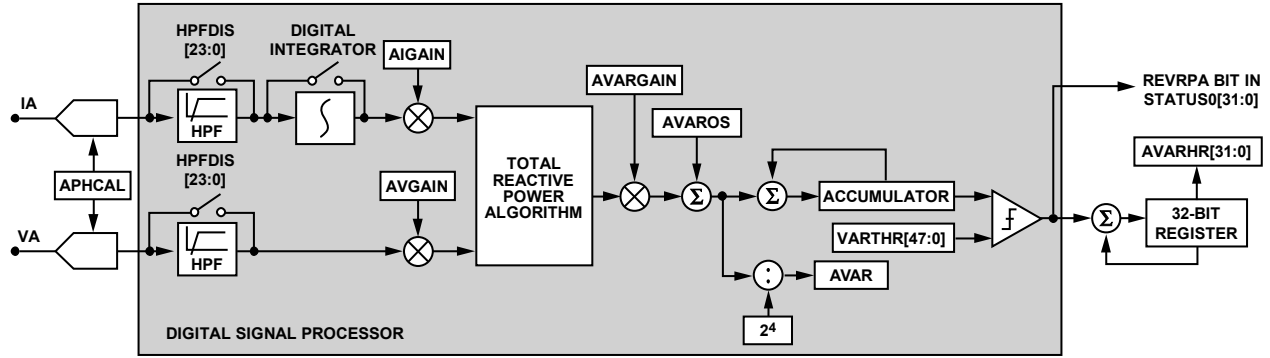 HPFDIS
[23:0]
DIGITAL
INTEGRATOR
AIGAIN
IA
HPF
APHCAL
HPFDIS
[23:0]
AVGAIN
VA
HPF
TOTAL
REACTIVE
POWER
ALGORITHM
AVARGAIN
AVAROS
Σ
Σ
ACCUMULATOR
VARTHR[47:0]
:
AVAR
2⁴
REVRPA BIT IN
STATUS0[31:0]
AVARHR[31:0]
Σ
32-BIT
REGISTER
DIGITAL SIGNAL PROCESSOR